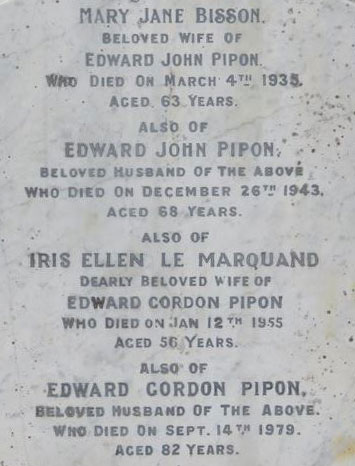 MARY JANE BISSON.
BELOVED WIFE OF
EDWARD JOHN PIPON.
WHO DIED ON MARCH 4TH 1935.
AGED 63 YEARS.
ALSO OF
EDWARD JOHN PIPON,
BELOVED HUSBAND OF THE ABOVE
WHO DIED ON DECEMBER 26TH 1943.
AGED 68 YEARS.
ALSO OF
IRIS ELLEN LE MARQUAND
DEARLY BELOVED WIFE OF
EDWARD GORDON PIPON
WHO DIED ON JAN 12TH 1955
AGED 56 YEARS.
ALSO OF
EDWARD GORDON PIPON,
BELOVED HUSBAND OF THE ABOVE.
WHO DIED ON SEPT. 14TH 1979.
AGED 82 YEARS.